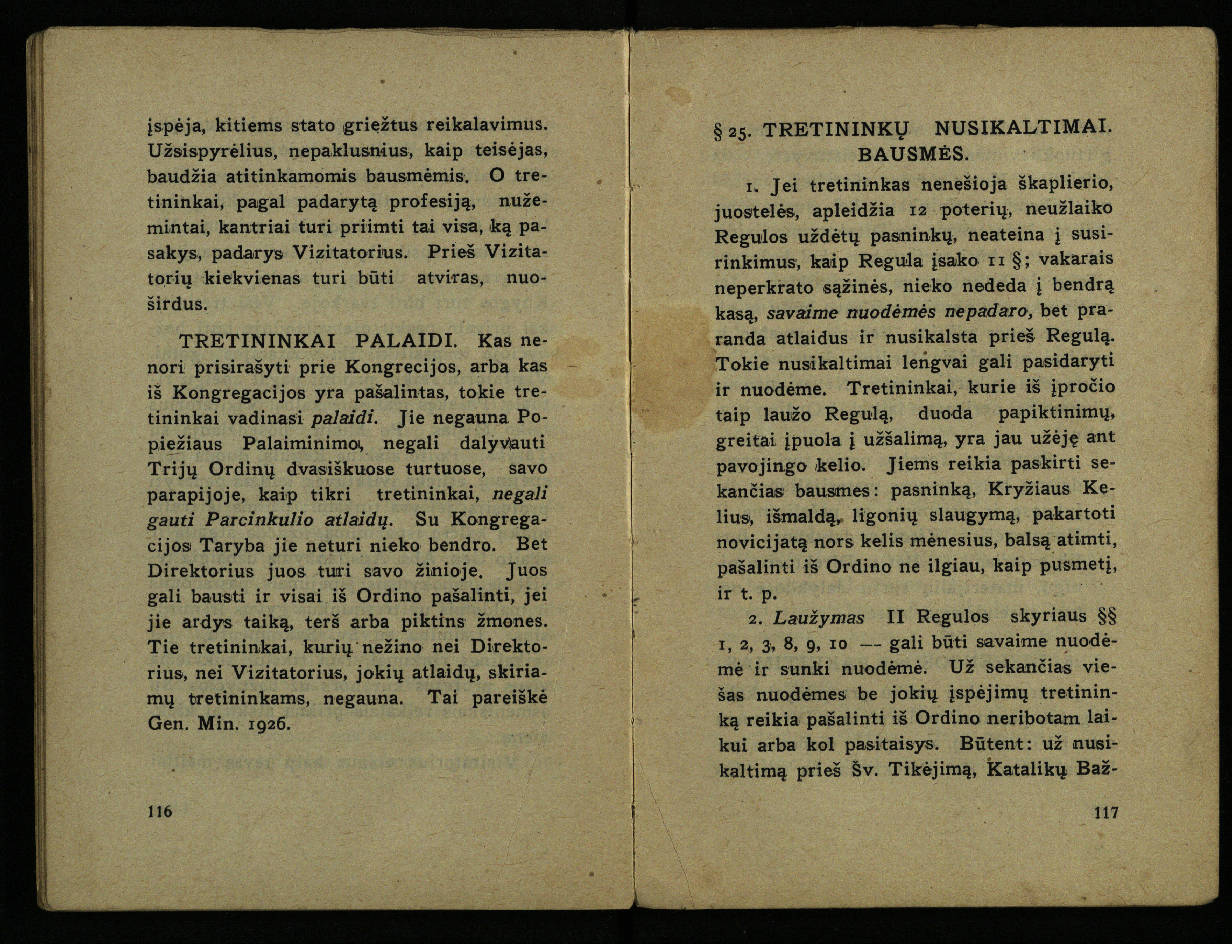 įspėja, kitiems stato griežtus reikalavimus.
Užsispyrėlius, nepaklusnius, kaip teisėjas,
baudžia atitinkamomis bausmėmis. O tre-
tininkai, pagal padarytą profesiją, nuže-
mintai, kantriai turi priimti tai visa, ką pa-
sakys, padarys Vizitatorius. Prieš Vizita-
torių kiekvienas turi būti atviras, nuo-
širdus.
TRETININKAI PALAIDI. Kas ne-
nori prisirašyti prie Kongrecijos, arba kas
iš Kongregacijos yra pašalintas, tokie tre-
tininkai vadinasi palaidi. Jie negauna Po-
piežiaus Palaiminimo, negali dalyvauti
Trijų Ordinų dvasiškuose turtuose, savo
parapijoje, kaip tikri tretininkai, negali
gauti Parcinkulio atlaidų. Su Kongrega-
cijos Taryba jie neturi nieko bendro. Bet
Direktorius juos turi savo žinioje. Juos
gali bausti ir visai iš Ordino pašalinti, jei
jie ardys taiką, terš arba piktins žmones.
Tie tretininkai, kurių nežino nei Direkto-
rius, nei Vizitatorius, jokių atlaidų, skiria-
mų tretininkams, negauna. Tai pareiškė
Gen. Min. 1926.
116
§ 25. TRETININKŲ NUSIKALTIMAI.
BAUSMĖS.
1. Jei tretininkas nenešioja škaplierio,
juostelės, apleidžia 12 poterių, neužlaiko
Regulos uždėtų pasninkų, neateina į susi-
rinkimus, kaip Regula įsako 11 §; vakarais
neperkrato sąžinės, nieko nededa į bendrą
kasą, savaime nuodėmės nepadaro, bet pra-
randa atlaidus ir nusikalsta prieš Regulą.
Tokie nusikaltimai lengvai gali pasidaryti
ir nuodėme. Tretininkai, kurie iš įpročio
taip laužo Regulą, duoda papiktinimų,
greitai įpuola į užšalimą, yra jau užėję ant
pavojingo kelio. Jiems reikia paskirti se-
kančias bausmes: pasninką, Kryžiaus Ke-
lius, išmaldą, ligonių slaugymą, pakartoti
novicijatą nors kelis mėnesius, balsą atimti,
pašalinti iš Ordino ne ilgiau, kaip pusmetį,
ir t. p.
2. Laužymas II Regulos skyriaus §§
1, 2, 3, 8, 9, 10 — gali būti savaime nuodė-
mė ir sunki nuodėmė. Už sekančias vie-
šas nuodėmes be jokių įspėjimų tretinin-
ką reikia pašalinti iš Ordino neribotam lai-
kui arba kol pasitaisys. Būtent: už nusi-
kaltimą prieš Šv. Tikėjimą, Katalikų Baž-
117